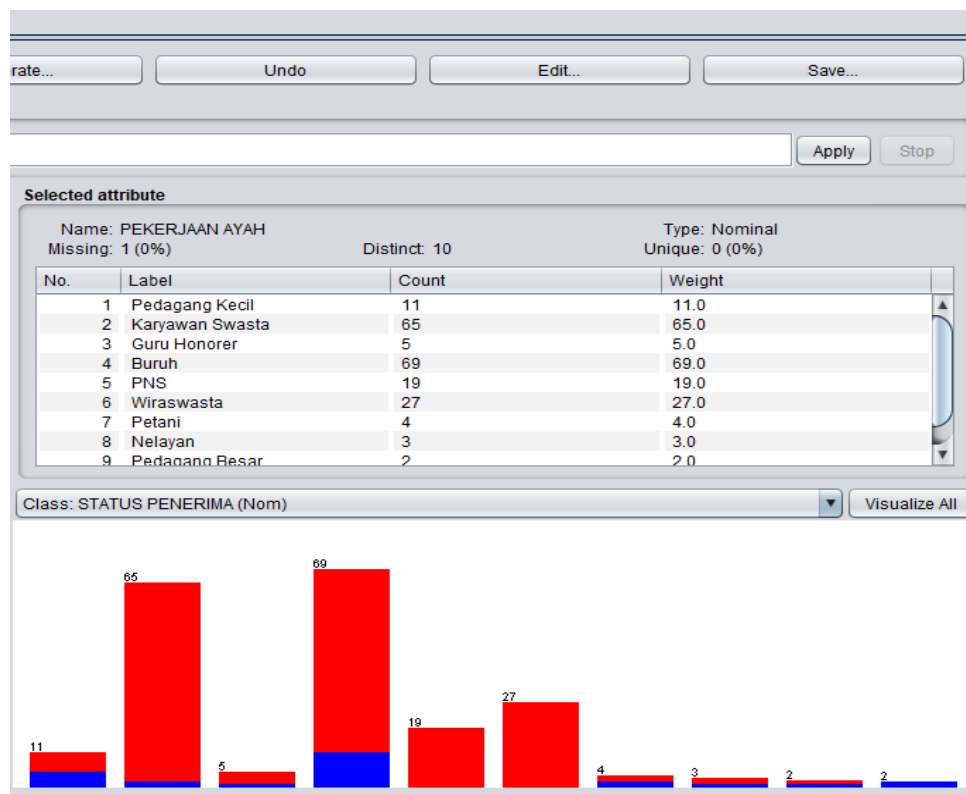 rate... Undo Edit... Save...
Apply Stop
Selected attribute
Name: PEKERJAAN AYAH Type: Nominal
Missing: 1 (0%) Distinct: 10 Unique: 0 (0%)
No. Label Count Weight
1 Pedagang Kecil 11 11.0
2 Karyawan Swasta 65 65.0
3 Guru Honorer 5 5.0
4 Buruh 69 69.0
5 PNS 19 19.0
6 Wiraswasta 27 27.0
7 Petani 4 4.0
8 Nelayan 3 3.0
9 Pedagang Besar 2 2.0
Class: STATUS PENERIMA (Nom) Visualize All
11 65 5 69 19 27 4 3 2 2